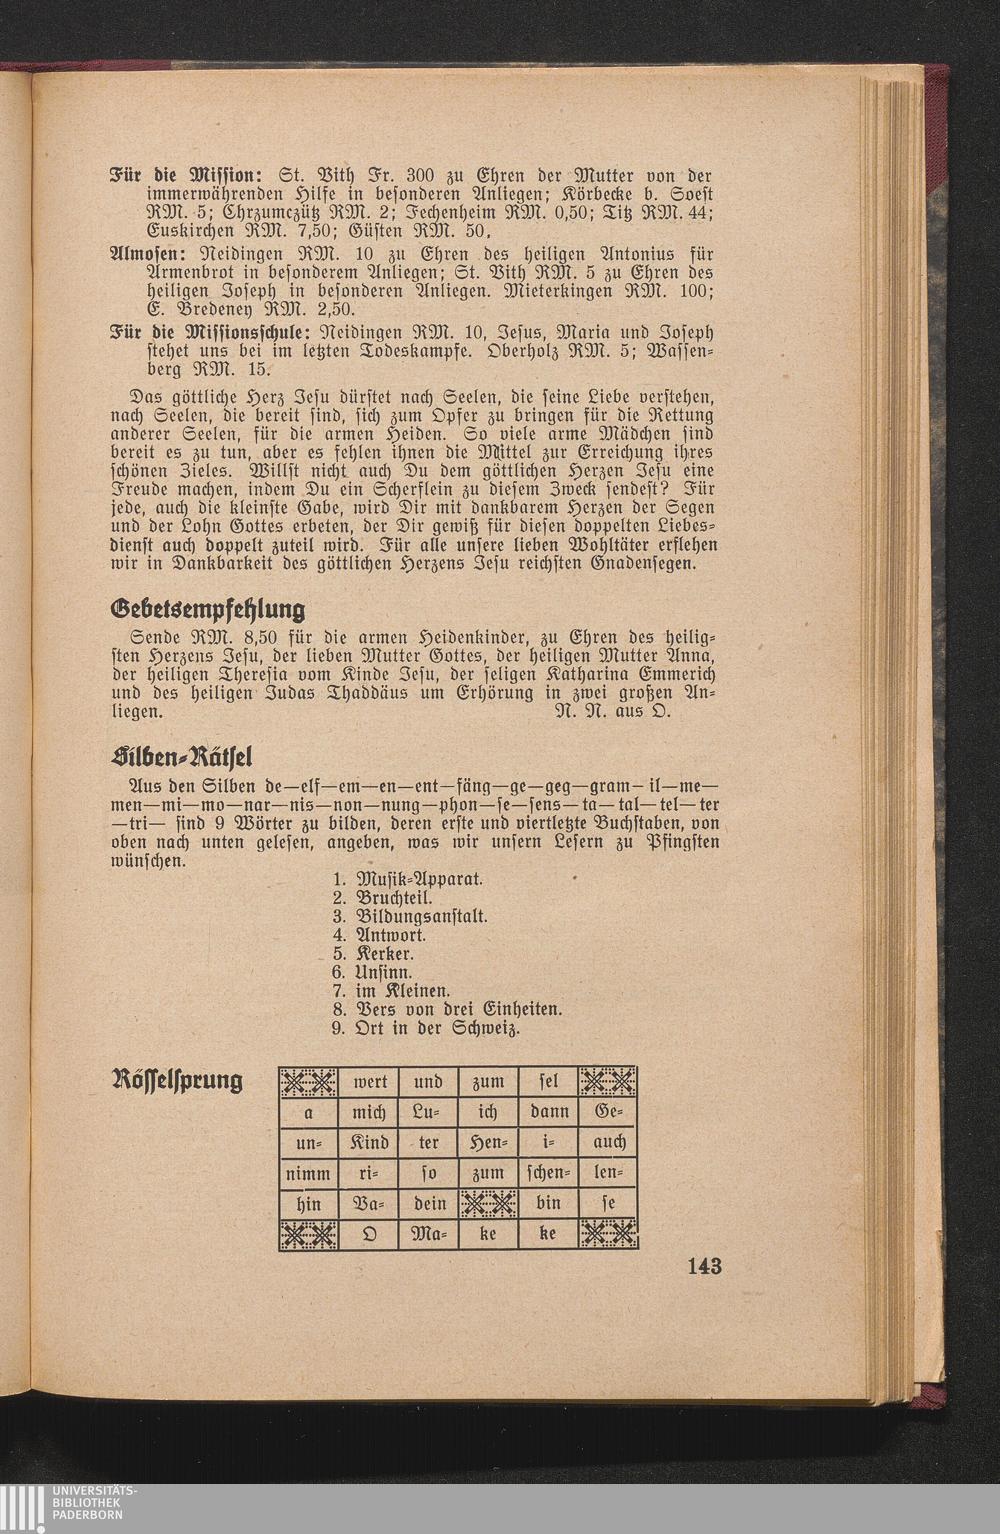 Für die Mission: St. Vith Fr. 300 zu Ehren der Mutter von der
immerwährenden Hilfe in besonderen Anliegen; Körbecke b. Soest
RM. 5; Chrzumczütz RM. 2; Fechenheim RM. 0,50; Titz RM. 44;
Euskirchen RM. 7,50; Güsten RM. 50.
Almosen: Neidingen RM. 10 zu Ehren des heiligen Antonius für
Armenbrot in besonderem Anliegen; St. Vith RM. 5 zu Ehren des
heiligen Joseph in besonderen Anliegen. Mieterkingen RM. 100;
E. Bredeney RM. 2,50.
Für die Missionsschule: Neidingen RM. 10, Jesus, Maria und Joseph
stehet uns bei im letzten Todeskampfe. Oberholz RM. 5; Wassen-
berg RM. 15.
Das göttliche Herz Jesu dürstet nach Seelen, die seine Liebe verstehen,
nach Seelen, die bereit sind, sich zum Opfer zu bringen für die Rettung
anderer Seelen, für die armen Heiden. So viele arme Mädchen sind
bereit es zu tun, aber es fehlen ihnen die Mittel zur Erreichung ihres
schönen Zieles. Willst nicht auch Du dem göttlichen Herzen Jesu eine
Freude machen, indem Du ein Scherflein zu diesem Zweck sendest? Für
jede, auch die kleinste Gabe, wird Dir mit dankbarem Herzen der Segen
und der Lohn Gottes erbeten, der Dir gewiß für diesen doppelten Liebes-
dienst auch doppelt zuteil wird. Für alle unsere lieben Wohltäter erflehen
wir in Dankbarkeit des göttlichen Herzens Jesu reichsten Gnadensegen.
Gebetsempfehlung
Sende RM. 8,50 für die armen Heidenkinder, zu Ehren des heilig-
sten Herzens Jesu, der lieben Mutter Gottes, der heiligen Mutter Anna,
der heiligen Theresia vom Kinde Jesu, der seligen Katharina Emmerich
und des heiligen Judas Thaddäus um Erhörung in zwei großen An-
liegen. N. N. aus O.
Silben-Rätsel
Aus den Silben de—elf—em—en—ent—fäng—ge—geg—gram—il—me—
men—mi—mo—nar—nis—non—nung—phon—se—sens—ta—tal—tel—ter
—tri— sind 9 Wörter zu bilden, deren erste und viertletzte Buchstaben, von
oben nach unten gelesen, angeben, was wir unsern Lesern zu Pfingsten
wünschen.
1. Musik-Apparat.
2. Bruchteil.
3. Bildungsanstalt.
4. Antwort.
5. Kerker.
6. Unsinn.
7. im Kleinen.
8. Vers von drei Einheiten.
9. Ort in der Schweiz.
Rösselsprung
wert und zum sel
a mich Lu- ich dann Ge-
un- Kind ter Hen- i- auch
nimm ri- so zum schen- len-
hin Va- dein bin se
O Ma- ke ke
143
UNIVERSITÄTS-
BIBLIOTHEK
PADERBORN